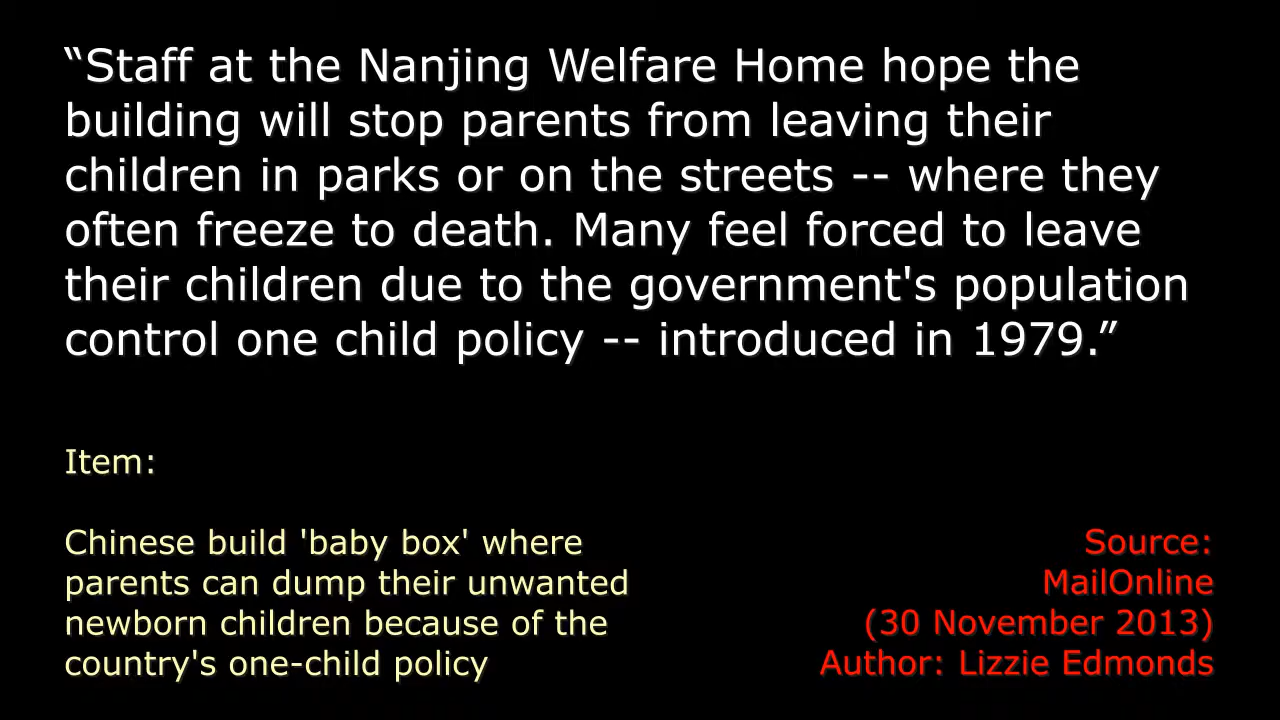 “Staff at the Nanjing Welfare Home hope the
building will stop parents from leaving their
children in parks or on the streets -- where they
often freeze to death. Many feel forced to leave
their children due to the government's population
control one child policy -- introduced in 1979.”
Item:
Chinese build 'baby box' where
parents can dump their unwanted
newborn children because of the
country's one-child policy
Source:
MailOnline
(30 November 2013)
Author: Lizzie Edmonds